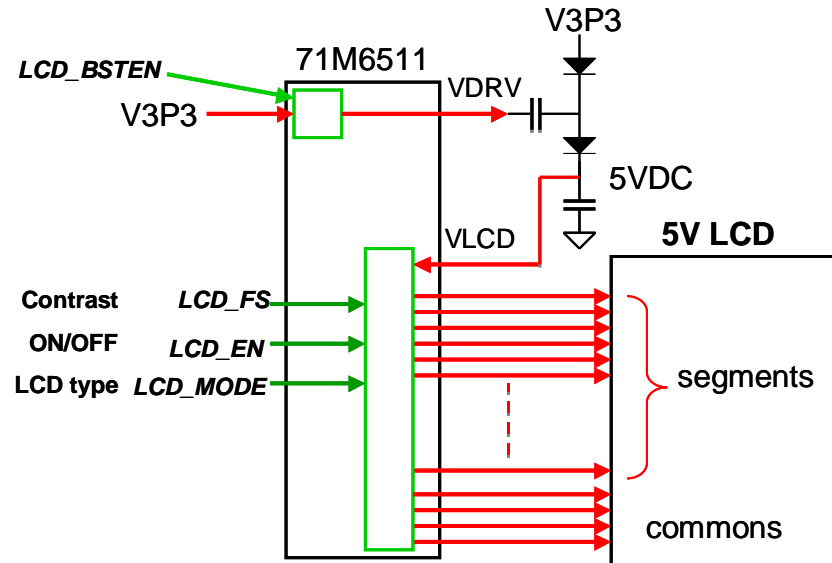 V3P3
71M6511
LCD_BSTEN
VDRV
V3P3
5VDC
VLCD
5V LCD
Contrast LCD_FS
ON/OFF LCD_EN
LCD type LCD_MODE
segments
commons